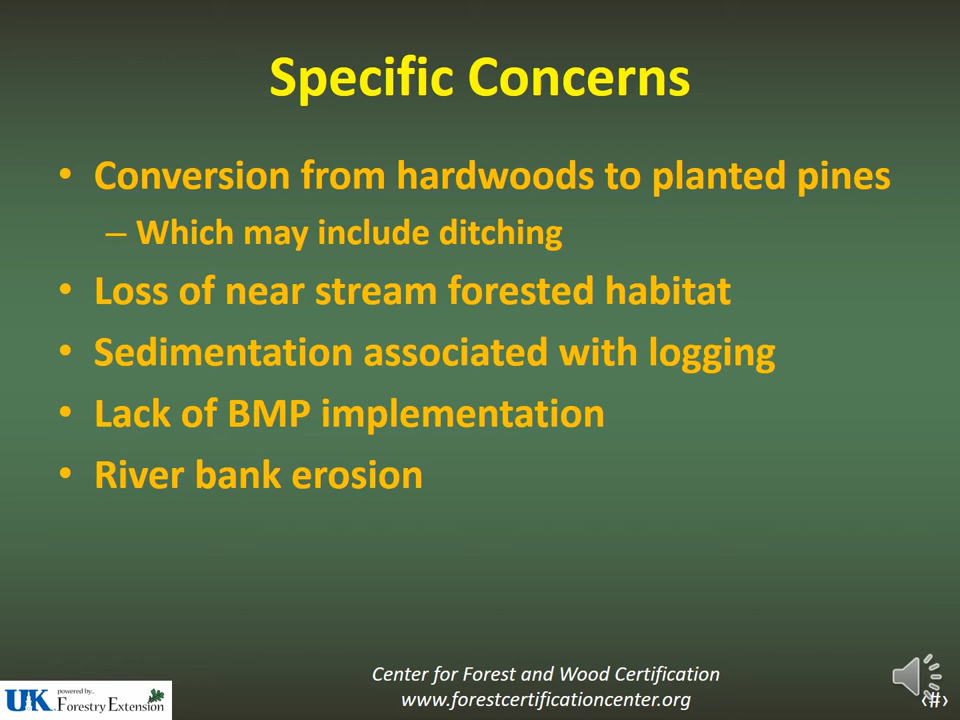 Specific Concerns
• Conversion from hardwoods to planted pines
– Which may include ditching
• Loss of near stream forested habitat
• Sedimentation associated with logging
• Lack of BMP implementation
• River bank erosion
Center for Forest and Wood Certification
www.forestcertificationcenter.org
UK powered by.. Forestry Extension
‹#›